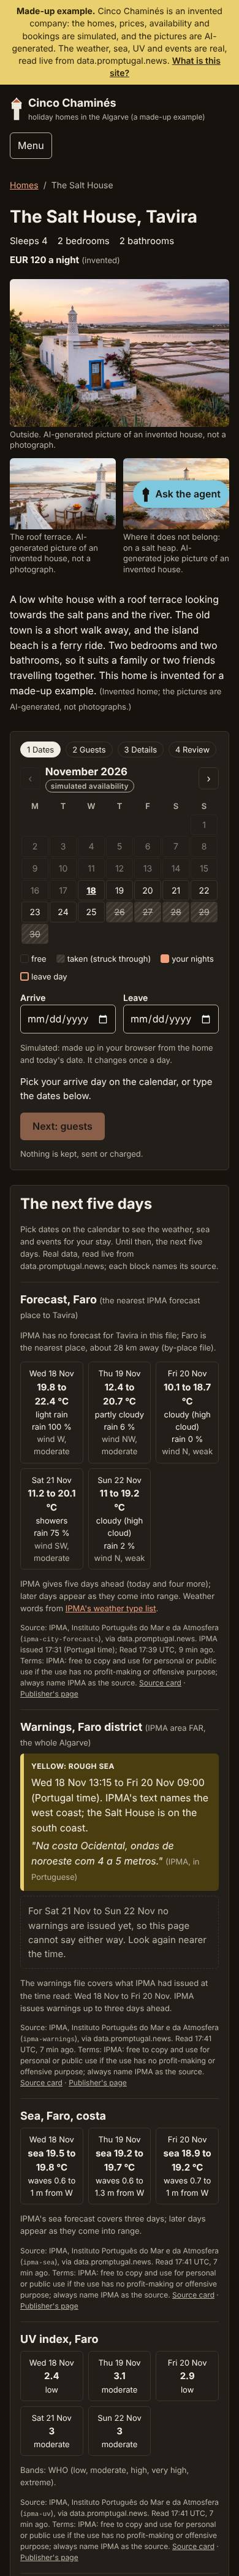 Made-up example. Cinco Chaminés is an invented
company: the homes, prices, availability and
bookings are simulated, and the pictures are AI-
generated. The weather, sea, UV and events are real,
read live from data.promptugal.news. What is this
site?
Cinco Chaminés
holiday homes in the Algarve (a made-up example)
Menu
Homes / The Salt House
The Salt House, Tavira
Sleeps 4 2 bedrooms 2 bathrooms
EUR 120 a night (invented)
Outside. AI-generated picture of an invented house, not a
photograph.
Ask the agent
The roof terrace. AI-
generated picture of an
invented house, not a
photograph.
Where it does not belong:
on a salt heap. AI-
generated joke picture of an
invented house.
A low white house with a roof terrace looking
towards the salt pans and the river. The old
town is a short walk away, and the island
beach is a ferry ride. Two bedrooms and two
bathrooms, so it suits a family or two friends
travelling together. This home is invented for a
made-up example. (Invented home; the pictures are
AI-generated, not photographs.)
1 Dates 2 Guests 3 Details 4 Review
‹ November 2026 ›
simulated availability
M T W T F S S
1
2 3 4 5 6 7 8
9 10 11 12 13 14 15
16 17 18 19 20 21 22
23 24 25 26 27 28 29
30
free taken (struck through) your nights
leave day
Arrive Leave
mm/dd/yyyy mm/dd/yyyy
Simulated: made up in your browser from the home
and today's date. It changes once a day.
Pick your arrive day on the calendar, or type
the dates below.
Next: guests
Nothing is kept, sent or charged.
The next five days
Pick dates on the calendar to see the weather, sea
and events for your stay. Until then, the next five
days. Real data, read live from
data.promptugal.news; each block names its source.
Forecast, Faro (the nearest IPMA forecast
place to Tavira)
IPMA has no forecast for Tavira in this file; Faro is
the nearest place, about 28 km away (by-place file).
Wed 18 Nov
19.8 to
22.4 °C
light rain
rain 100 %
wind W,
moderate
Thu 19 Nov
12.4 to
20.7 °C
partly cloudy
rain 6 %
wind NW,
moderate
Fri 20 Nov
10.1 to 18.7
°C
cloudy (high
cloud)
rain 0 %
wind N, weak
Sat 21 Nov
11.2 to 20.1
°C
showers
rain 75 %
wind SW,
moderate
Sun 22 Nov
11 to 19.2
°C
cloudy (high
cloud)
rain 2 %
wind N, weak
IPMA gives five days ahead (today and four more);
later days appear as they come into range. Weather
words from IPMA's weather type list.
Source: IPMA, Instituto Português do Mar e da Atmosfera
(ipma-city-forecasts), via data.promptugal.news. IPMA
issued 17:31 (Portugal time); Read 17:39 UTC, 9 min ago.
Terms: IPMA: free to copy and use for personal or public
use if the use has no profit-making or offensive purpose;
always name IPMA as the source. Source card ·
Publisher's page
Warnings, Faro district (IPMA area FAR,
the whole Algarve)
YELLOW: ROUGH SEA
Wed 18 Nov 13:15 to Fri 20 Nov 09:00
(Portugal time). IPMA's text names the
west coast; the Salt House is on the
south coast.
"Na costa Ocidental, ondas de
noroeste com 4 a 5 metros." (IPMA, in
Portuguese)
For Sat 21 Nov to Sun 22 Nov no
warnings are issued yet, so this page
cannot say either way. Look again nearer
the time.
The warnings file covers what IPMA had issued at
the time read: Wed 18 Nov to Fri 20 Nov. IPMA
issues warnings up to three days ahead.
Source: IPMA, Instituto Português do Mar e da Atmosfera
(ipma-warnings), via data.promptugal.news. Read 17:41
UTC, 7 min ago. Terms: IPMA: free to copy and use for
personal or public use if the use has no profit-making or
offensive purpose; always name IPMA as the source.
Source card · Publisher's page
Sea, Faro, costa
Wed 18 Nov
sea 19.5 to
19.8 °C
waves 0.6 to
1 m from W
Thu 19 Nov
sea 19.2 to
19.7 °C
waves 0.6 to
1.3 m from W
Fri 20 Nov
sea 18.9 to
19.2 °C
waves 0.7 to
1 m from W
IPMA's sea forecast covers three days; later days
appear as they come into range.
Source: IPMA, Instituto Português do Mar e da Atmosfera
(ipma-sea), via data.promptugal.news. Read 17:41 UTC, 7
min ago. Terms: IPMA: free to copy and use for personal
or public use if the use has no profit-making or offensive
purpose; always name IPMA as the source. Source card ·
Publisher's page
UV index, Faro
Wed 18 Nov
2.4
low
Thu 19 Nov
3.1
moderate
Fri 20 Nov
2.9
low
Sat 21 Nov
3
moderate
Sun 22 Nov
3
moderate
Bands: WHO (low, moderate, high, very high,
extreme).
Source: IPMA, Instituto Português do Mar e da Atmosfera
(ipma-uv), via data.promptugal.news. Read 17:41 UTC, 7
min ago. Terms: IPMA: free to copy and use for personal
or public use if the use has no profit-making or offensive
purpose; always name IPMA as the source. Source card ·
Publisher's page